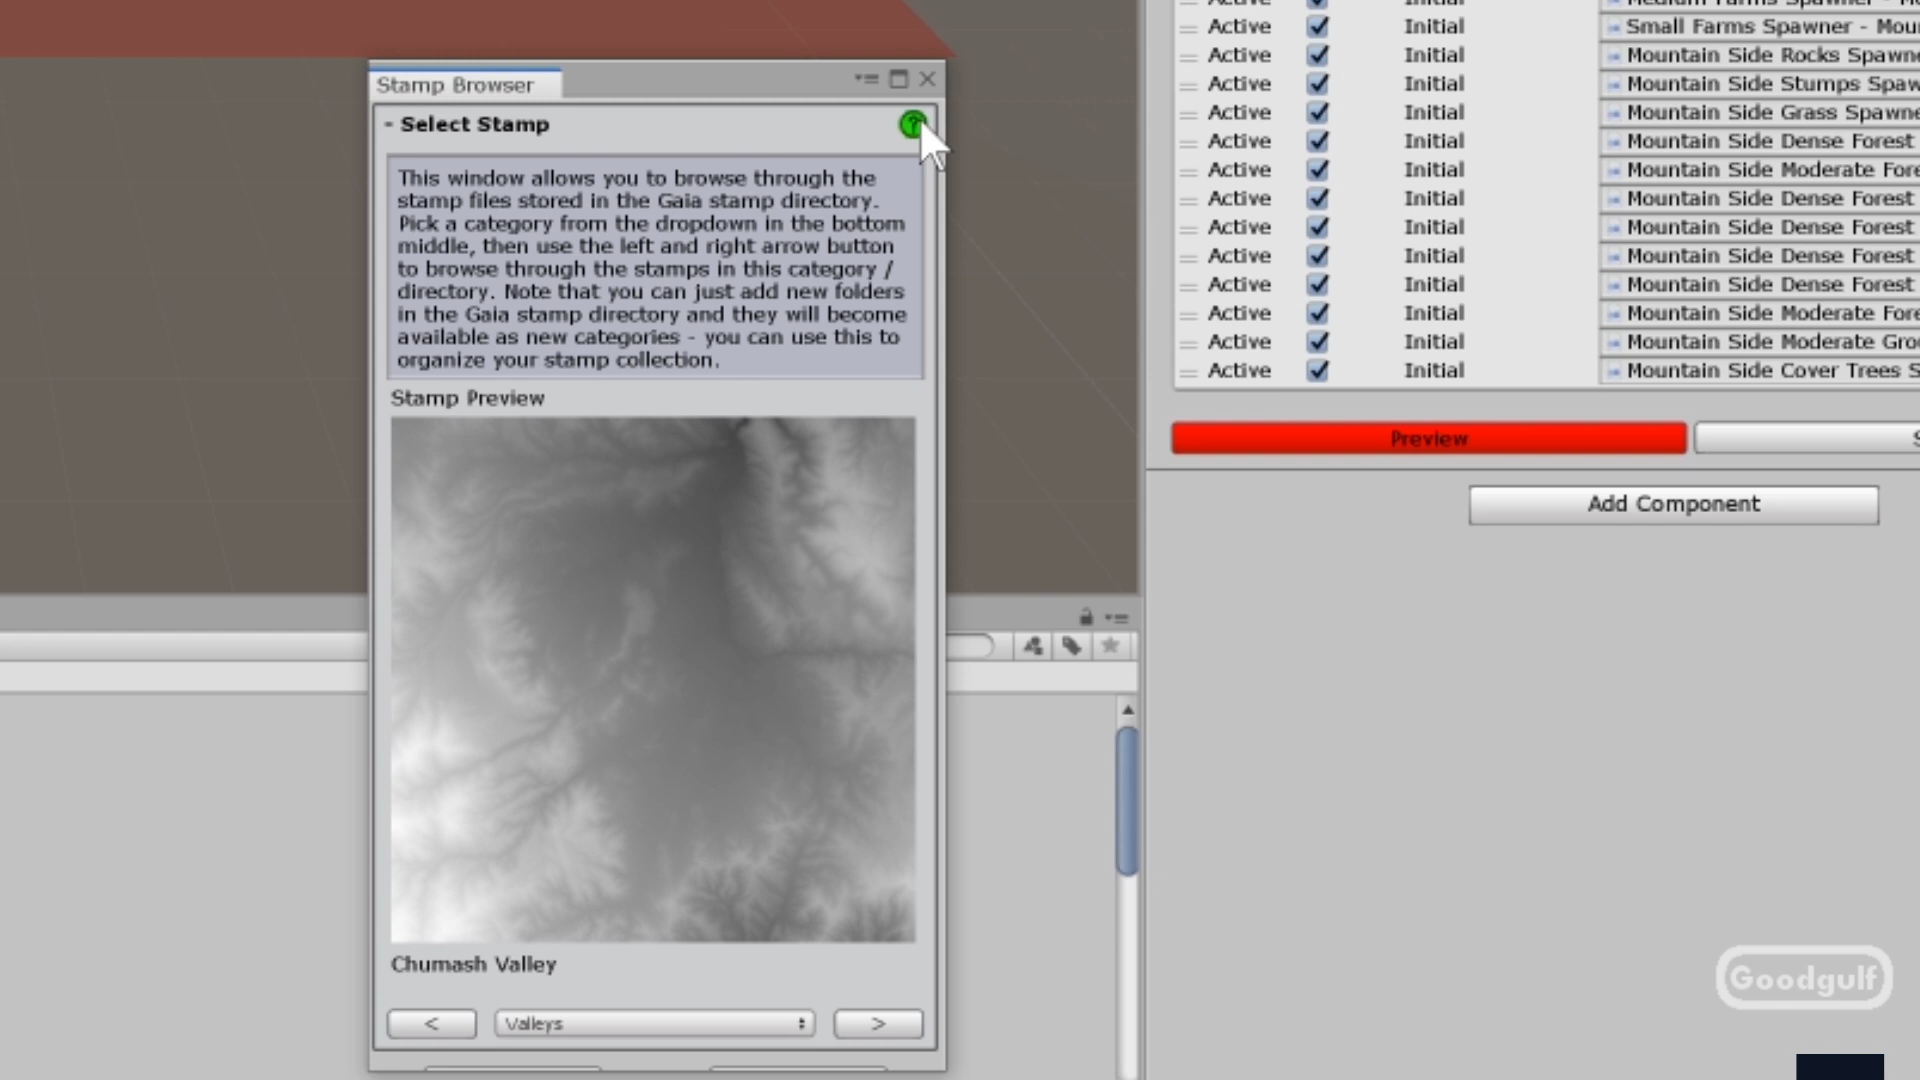 Stamp Browser
- Select Stamp
This window allows you to browse through the
stamp files stored in the Gaia stamp directory.
Pick a category from the dropdown in the bottom
middle, then use the left and right arrow button
to browse through the stamps in this category /
directory. Note that you can just add new folders
in the Gaia stamp directory and they will become
available as new categories - you can use this to
organize your stamp collection.
Stamp Preview
Chumash Valley
< Valleys >
Active Initial Medium Farms Spawner -
Active Initial Small Farms Spawner -
Active Initial Mountain Side Rocks
Active Initial Mountain Side Stumps
Active Initial Mountain Side Grass
Active Initial Mountain Side Dense Forest
Active Initial Mountain Side Moderate
Active Initial Mountain Side Dense Forest
Active Initial Mountain Side Dense Forest
Active Initial Mountain Side Dense Forest
Active Initial Mountain Side Dense Forest
Active Initial Mountain Side Moderate
Active Initial Mountain Side Moderate
Active Initial Mountain Side Cover Trees
Preview
Add Component
Goodgulf